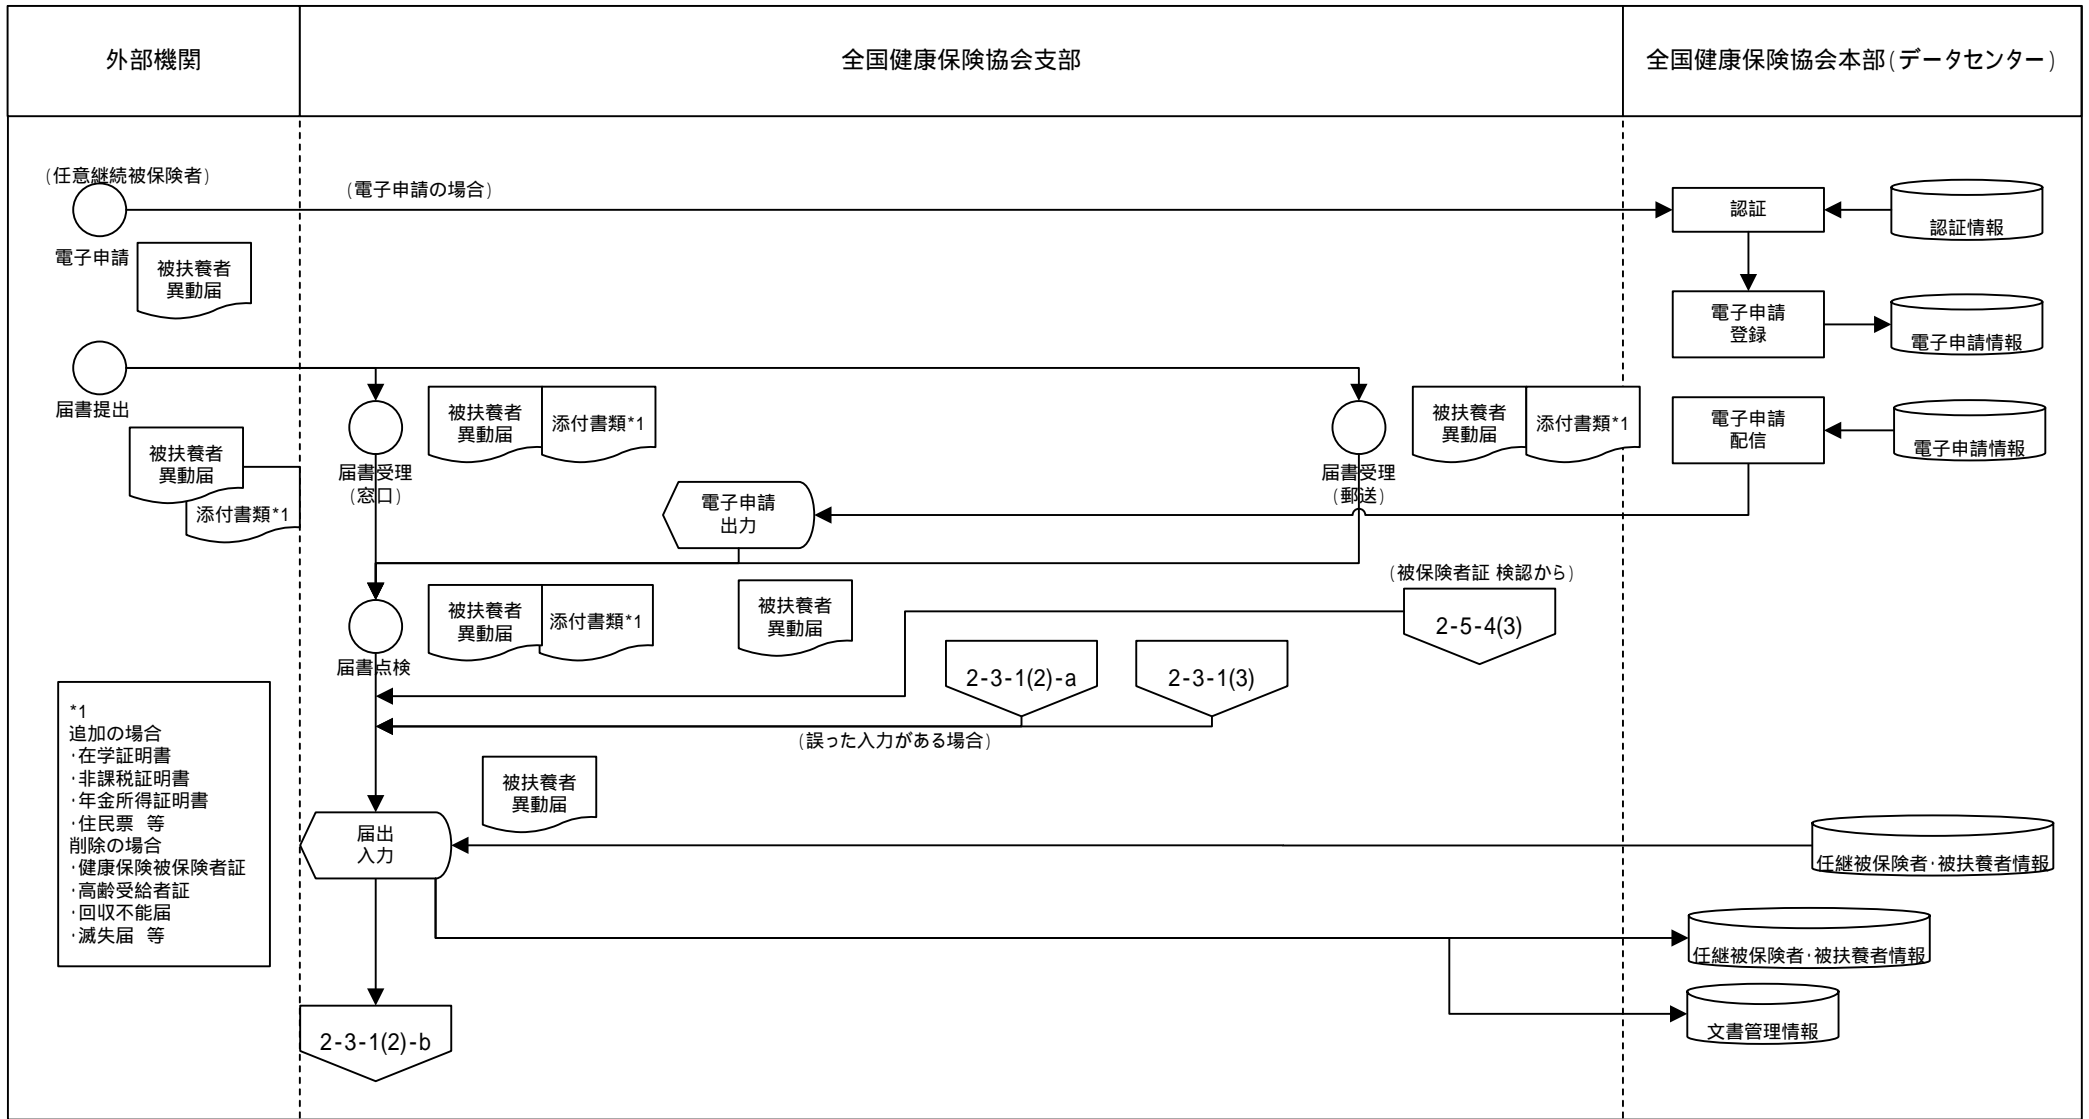 外部機関
全国健康保険協会支部
全国健康保険協会本部(データセンター)
(任意継続被保険者)
(電子申請の場合)
認証
認証情報
電子申請
被扶養者
異動届
電子申請
登録
電子申請情報
届書提出
被扶養者
異動届
添付書類*1
届書受理
(窓口)
被扶養者
異動届
添付書類*1
届書受理
(郵送)
被扶養者
異動届
添付書類*1
電子申請
配信
電子申請情報
電子申請
出力
届書点検
被扶養者
異動届
添付書類*1
被扶養者
異動届
(被保険者証 検認から)
2-5-4(3)
2-3-1(2)-a
2-3-1(3)
(誤った入力がある場合)
*1
追加の場合
・在学証明書
・非課税証明書
・年金所得証明書
・住民票 等
削除の場合
・健康保険被保険者証
・高齢受給者証
・回収不能届
・滅失届 等
被扶養者
異動届
届出
入力
任継被保険者・被扶養者情報
任継被保険者・被扶養者情報
文書管理情報
2-3-1(2)-b